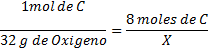 1mol de C / 32 g de Oxigeno = 8 moles de C / X